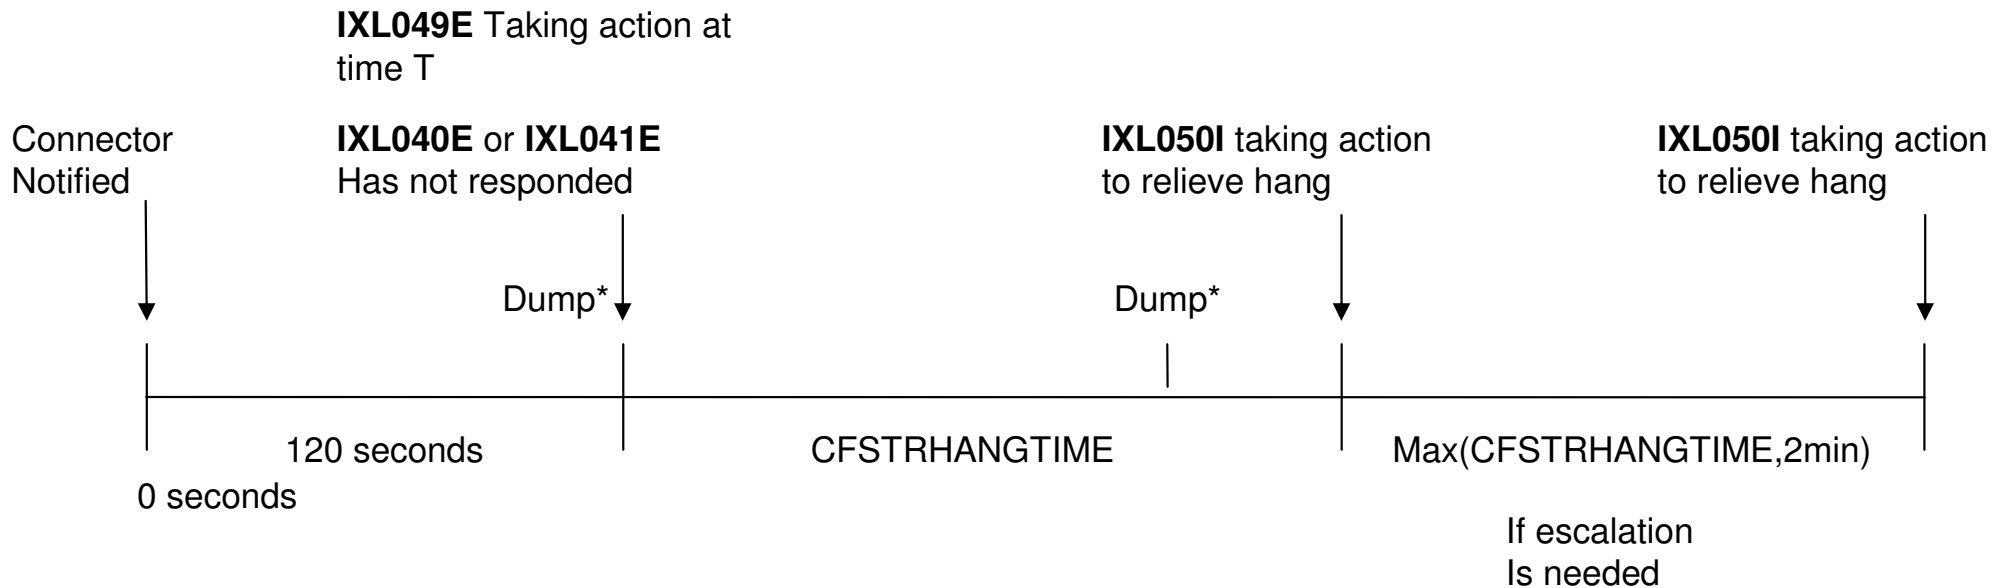 IXL049E Taking action at
time T
Connector
Notified
IXL040E or IXL041E
Has not responded
IXL050I taking action
to relieve hang
IXL050I taking action
to relieve hang
Dump*
Dump*
120 seconds
CFSTRHANGTIME
Max(CFSTRHANGTIME,2min)
0 seconds
If escalation
Is needed